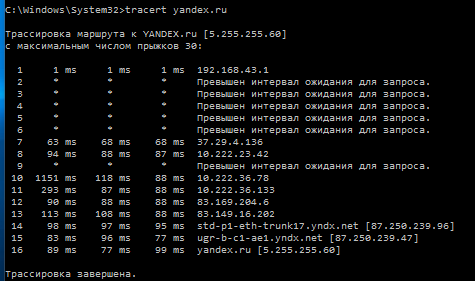 C:\Windows\System32>tracert yandex.ru
Трассировка маршрута к YANDEX.ru [5.255.255.60]
с максимальным числом прыжков 30:
1 1 ms 1 ms 1 ms 192.168.43.1
2 * * * Превышен интервал ожидания для запроса.
3 * * * Превышен интервал ожидания для запроса.
4 * * * Превышен интервал ожидания для запроса.
5 * * * Превышен интервал ожидания для запроса.
6 * * * Превышен интервал ожидания для запроса.
7 63 ms 68 ms 68 ms 37.29.4.136
8 94 ms 88 ms 87 ms 10.222.23.42
9 * * * Превышен интервал ожидания для запроса.
10 1151 ms 118 ms 88 ms 10.222.36.78
11 293 ms 87 ms 88 ms 10.222.36.133
12 90 ms 88 ms 88 ms 83.169.204.6
13 113 ms 108 ms 88 ms 83.149.16.202
14 98 ms 97 ms 95 ms std-p1-eth-trunk17.yndx.net [87.250.239.96]
15 83 ms 96 ms 77 ms ugr-b-c1-ae1.yndx.net [87.250.239.47]
16 89 ms 77 ms 99 ms yandex.ru [5.255.255.60]
Трассировка завершена.